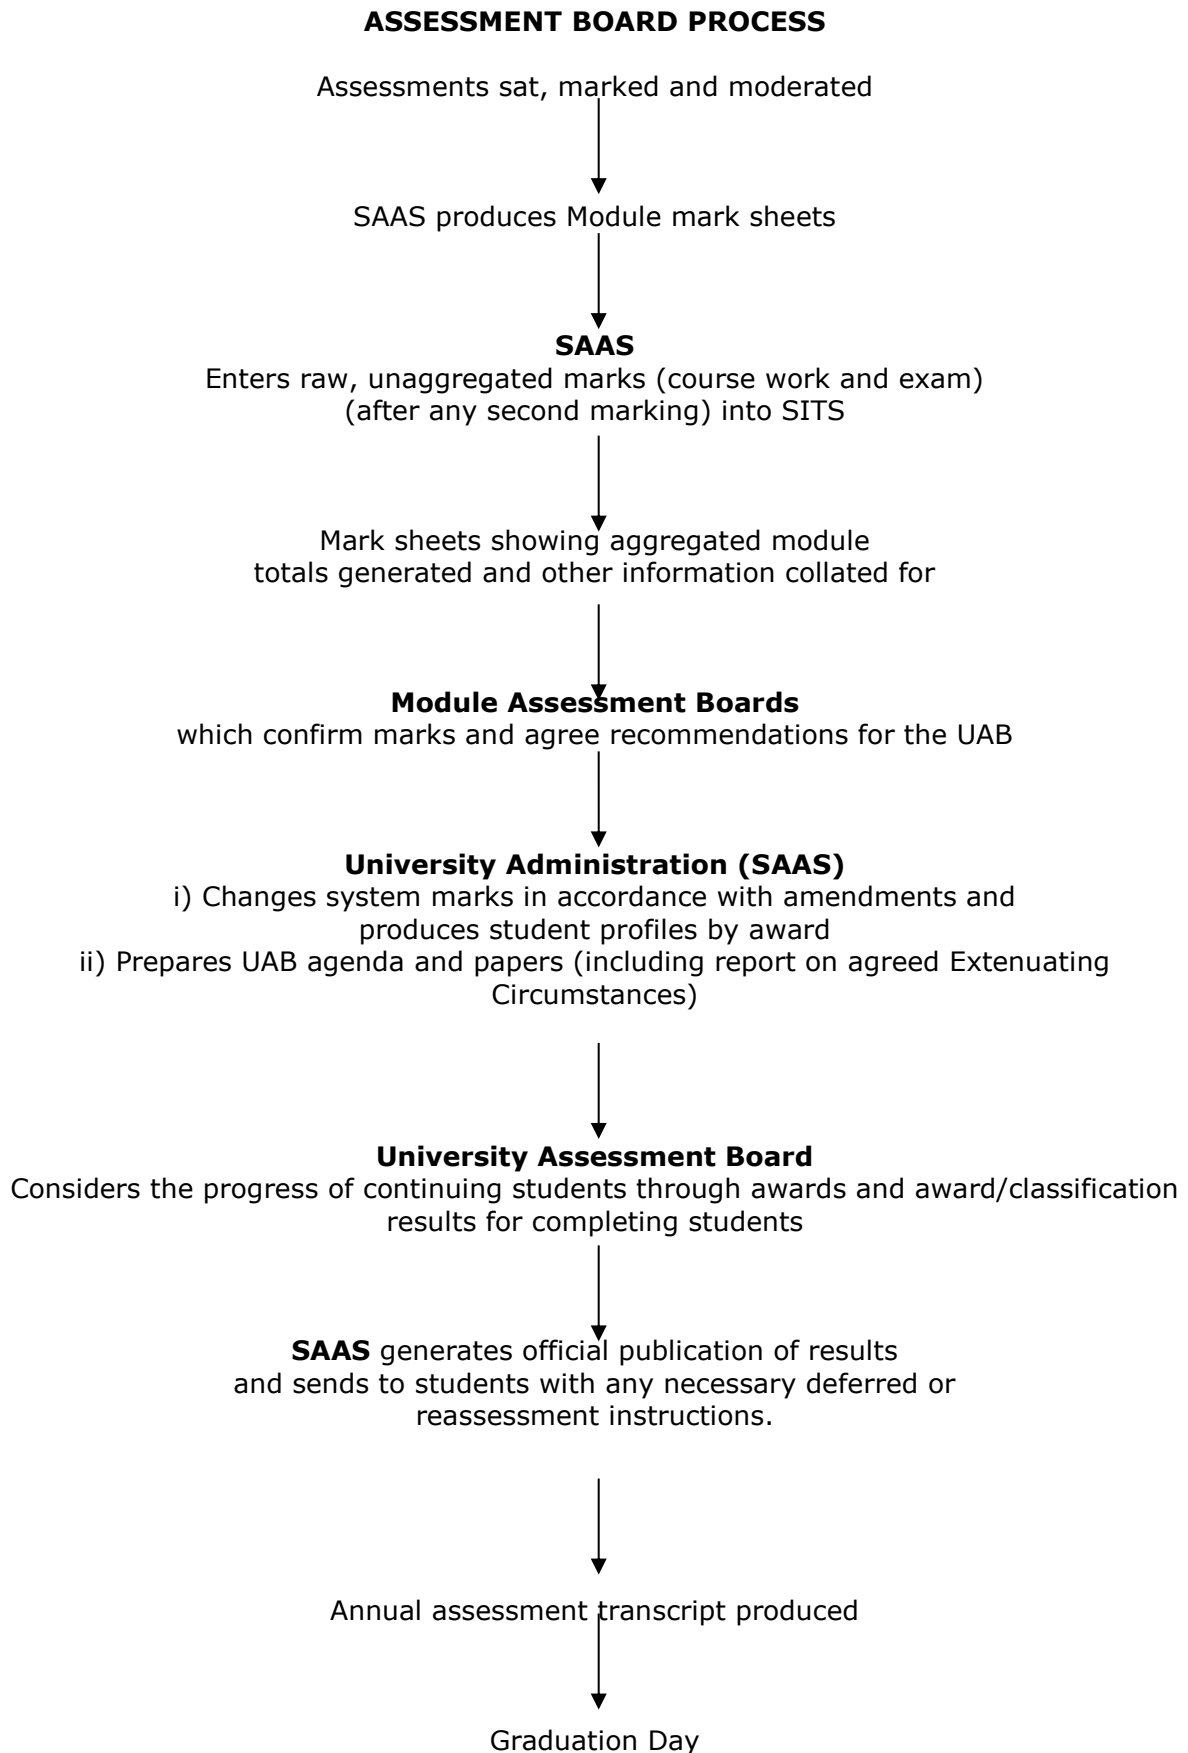 ASSESSMENT BOARD PROCESS
Assessments sat, marked and moderated
SAAS produces Module mark sheets
SAAS
Enters raw, unaggregated marks (course work and exam)
(after any second marking) into SITS
Mark sheets showing aggregated module
totals generated and other information collated for
Module Assessment Boards
which confirm marks and agree recommendations for the UAB
University Administration (SAAS)
i) Changes system marks in accordance with amendments and
produces student profiles by award
ii) Prepares UAB agenda and papers (including report on agreed Extenuating
Circumstances)
University Assessment Board
Considers the progress of continuing students through awards and award/classification
results for completing students
SAAS generates official publication of results
and sends to students with any necessary deferred or
reassessment instructions.
Annual assessment transcript produced
Graduation Day